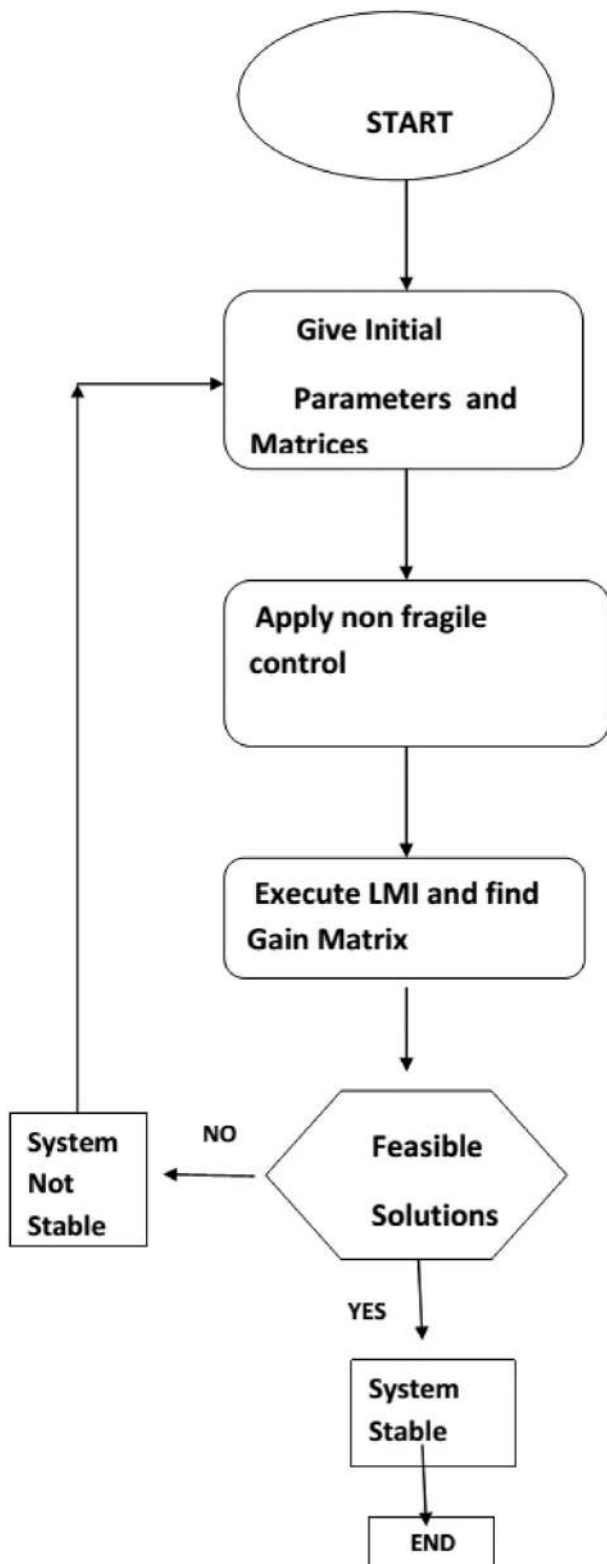 START
Give Initial
Parameters and
Matrices
Apply non fragile
control
Execute LMI and find
Gain Matrix
Feasible
Solutions
NO
System
Not
Stable
YES
System
Stable
END